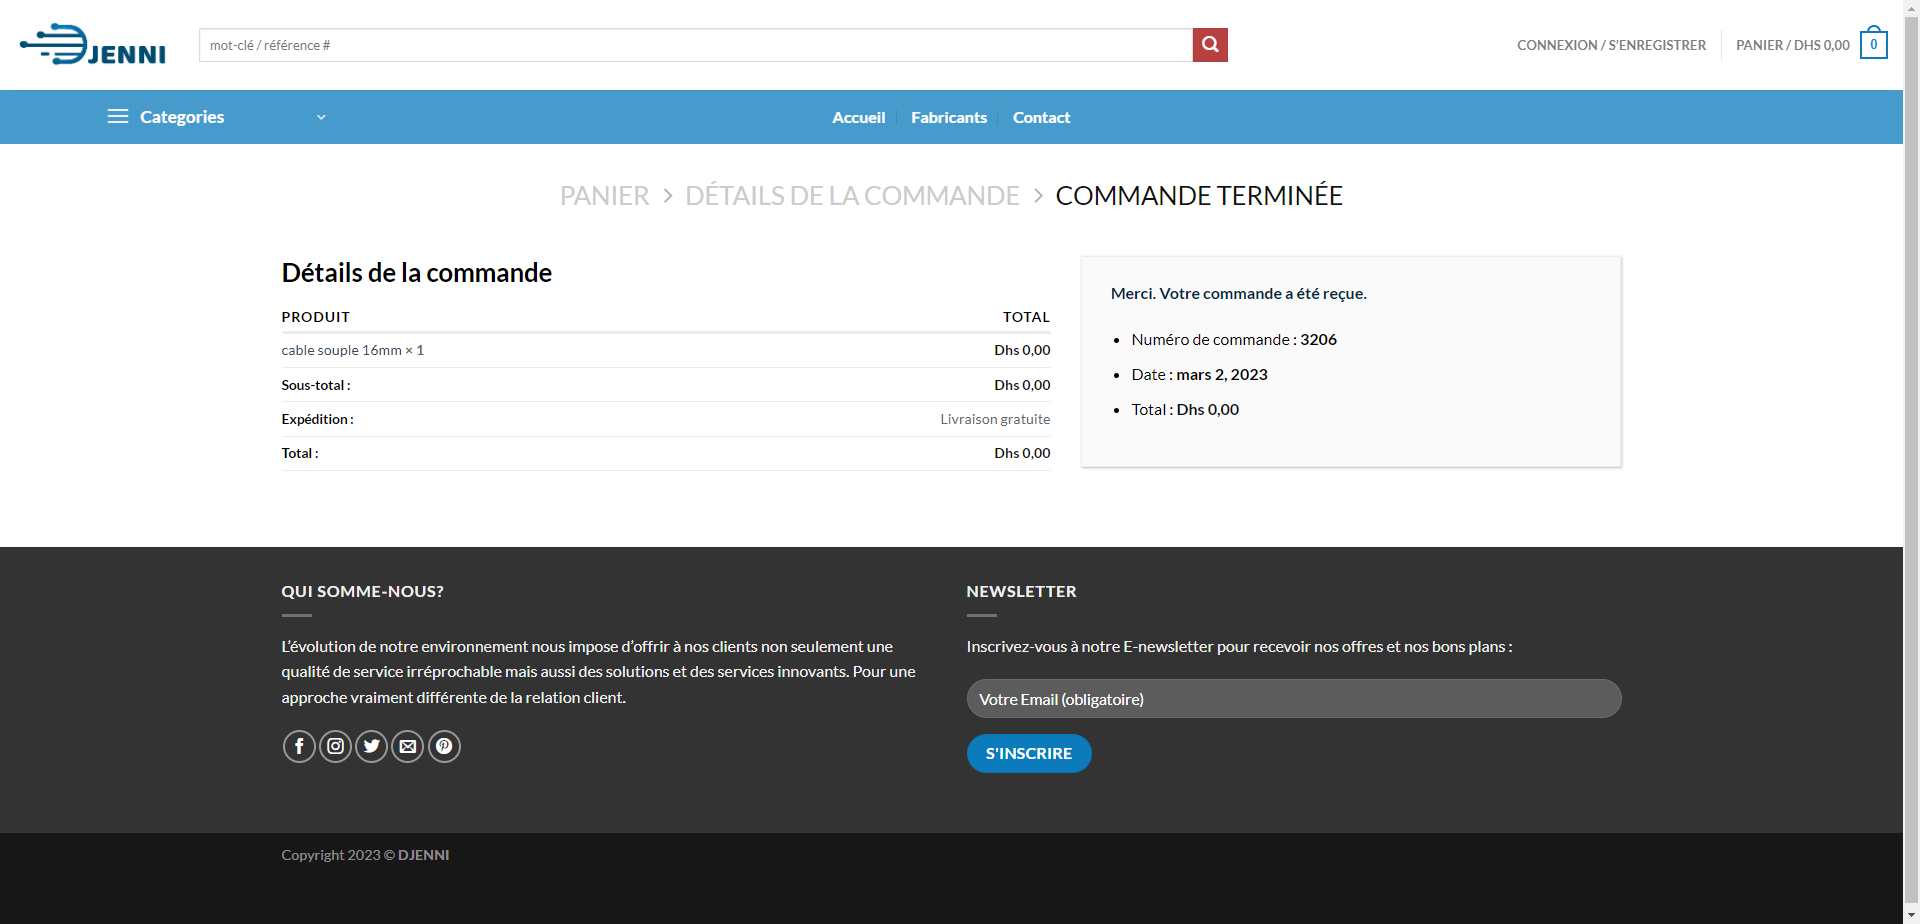 DJENNI
mot-clé / référence #
CONNEXION / S'ENREGISTRER
PANIER / DHS 0,00
0
Categories
Accueil
Fabricants
Contact
PANIER > DÉTAILS DE LA COMMANDE > COMMANDE TERMINÉE
Détails de la commande
PRODUIT TOTAL
cable souple 16mm × 1 Dhs 0,00
Sous-total : Dhs 0,00
Expédition : Livraison gratuite
Total : Dhs 0,00
Merci. Votre commande a été reçue.
• Numéro de commande : 3206
• Date : mars 2, 2023
• Total : Dhs 0,00
QUI SOMME-NOUS?
L’évolution de notre environnement nous impose d’offrir à nos clients non seulement une
qualité de service irréprochable mais aussi des solutions et des services innovants. Pour une
approche vraiment différente de la relation client.
NEWSLETTER
Inscrivez-vous à notre E-newsletter pour recevoir nos offres et nos bons plans :
Votre Email (obligatoire)
S'INSCRIRE
Copyright 2023 © DJENNI